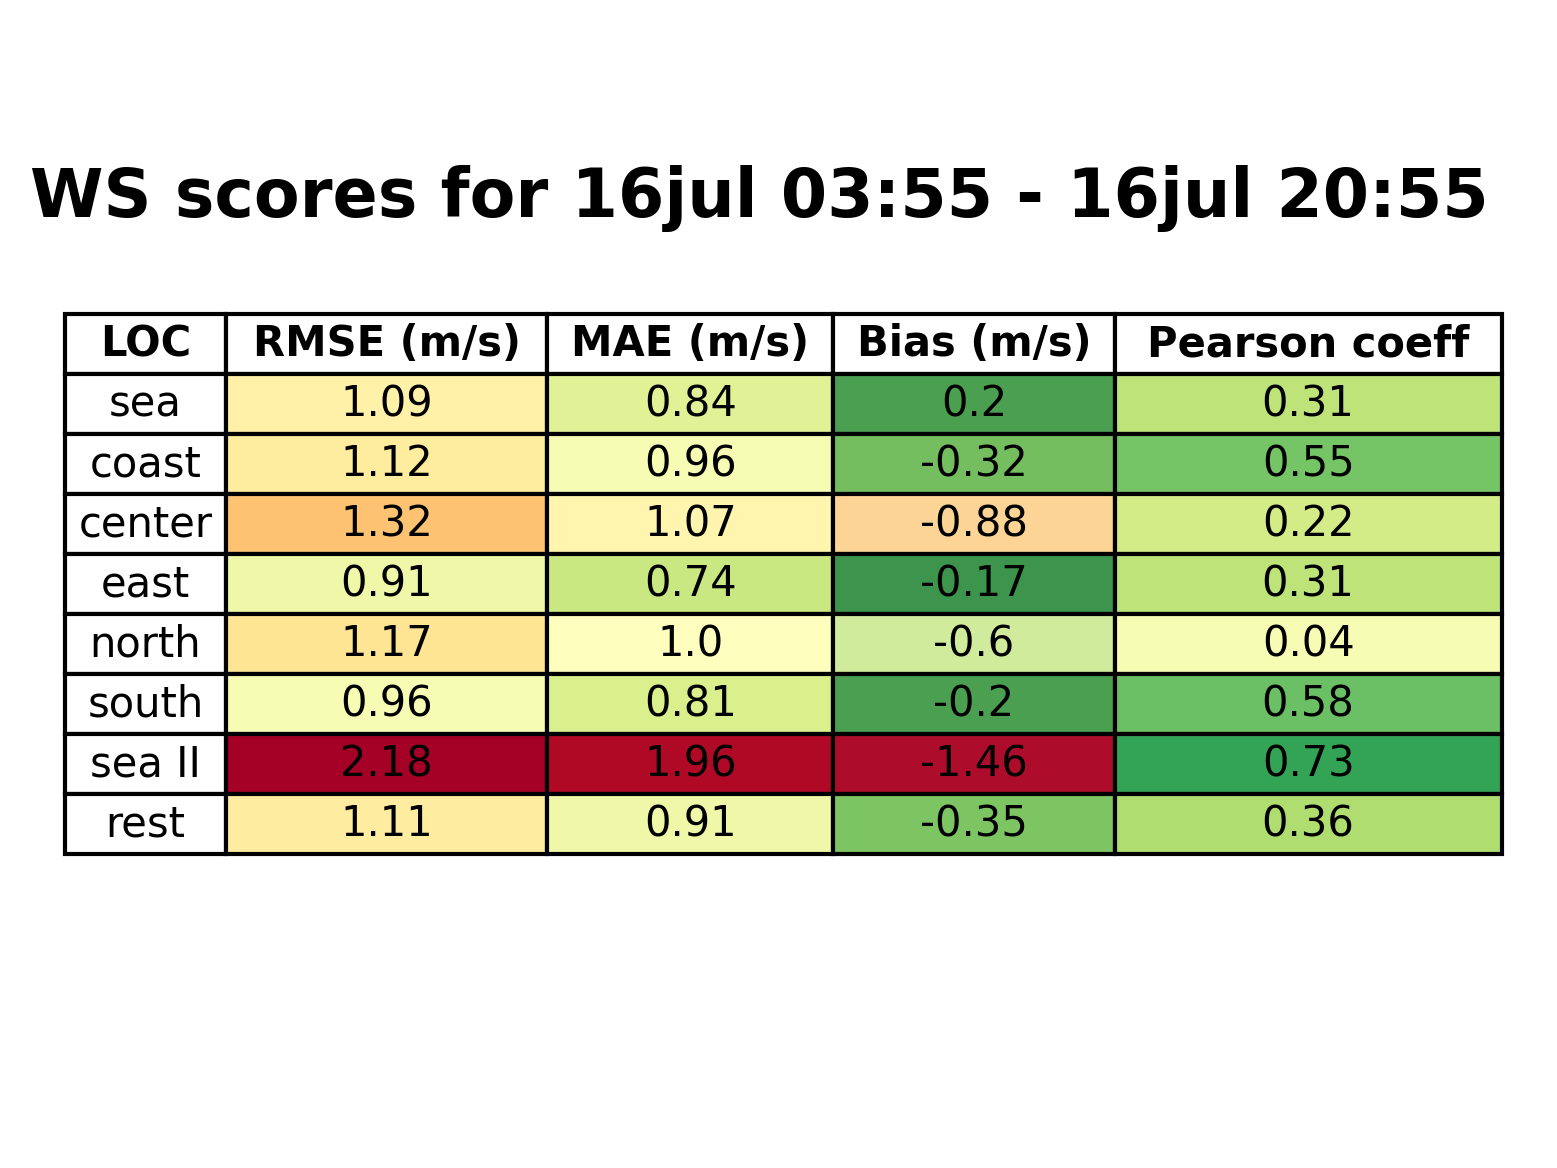 WS scores for 16jul 03:55 - 16jul 20:55
LOC RMSE (m/s) MAE (m/s) Bias (m/s) Pearson coeff
sea 1.09 0.84 0.2 0.31
coast 1.12 0.96 -0.32 0.55
center 1.32 1.07 -0.88 0.22
east 0.91 0.74 -0.17 0.31
north 1.17 1.0 -0.6 0.04
south 0.96 0.81 -0.2 0.58
sea II 2.18 1.96 -1.46 0.73
rest 1.11 0.91 -0.35 0.36